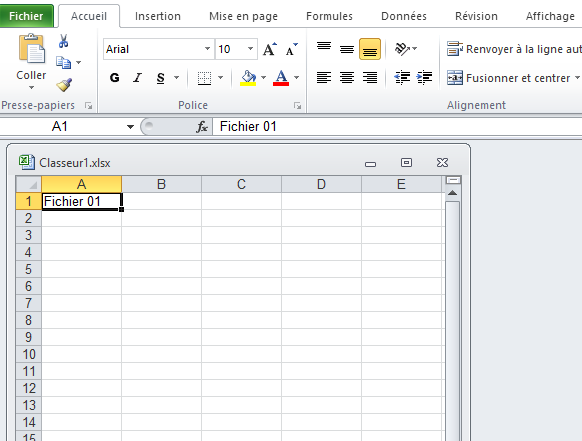 Fichier Accueil Insertion Mise en page Formules Données Révision Affichage
Arial 10 A A Renvoyer à la ligne aut
Coller G I S A Fusionner et centrer
Presse-papiers Police Alignement
A1 fx Fichier 01
Classeur1.xlsx
A B C D E
1 Fichier 01
2
3
4
5
6
7
8
9
10
11
12
13
14
15